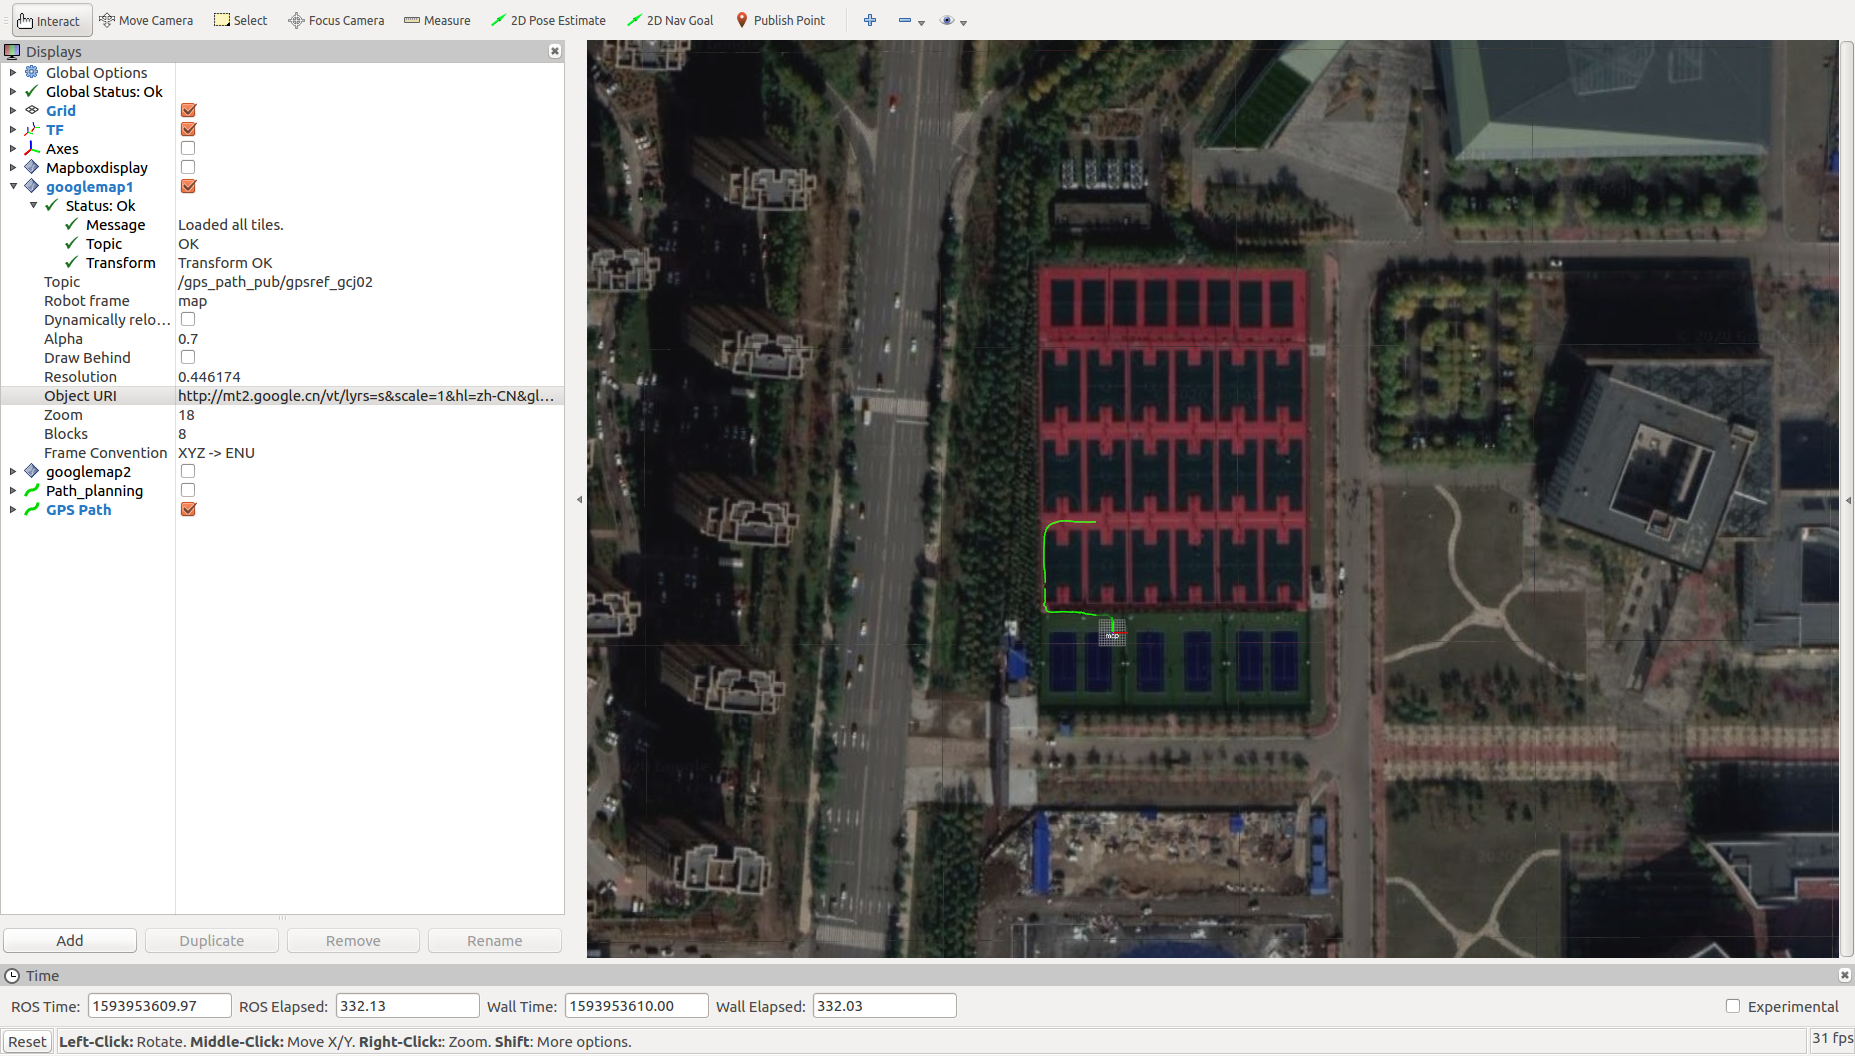 Interact Move Camera Select Focus Camera Measure 2D Pose Estimate 2D Nav Goal Publish Point
Displays
Global Options
Global Status: Ok
Grid
TF
Axes
Mapboxdisplay
googlemap1
Status: Ok
Message Loaded all tiles.
Topic OK
Transform Transform OK
Topic /gps_path_pub/gpsref_gcj02
Robot frame map
Dynamically relo...
Alpha 0.7
Draw Behind
Resolution 0.446174
Object URI http://mt2.google.cn/vt/lyrs=s&scale=1&hl=zh-CN&gl...
Zoom 18
Blocks 8
Frame Convention XYZ -> ENU
googlemap2
Path_planning
GPS Path
map
Add Duplicate Remove Rename
Time
ROS Time: 1593953609.97 ROS Elapsed: 332.13 Wall Time: 1593953610.00 Wall Elapsed: 332.03 Experimental
Reset Left-Click: Rotate. Middle-Click: Move X/Y. Right-Click:: Zoom. Shift: More options. 31 fps